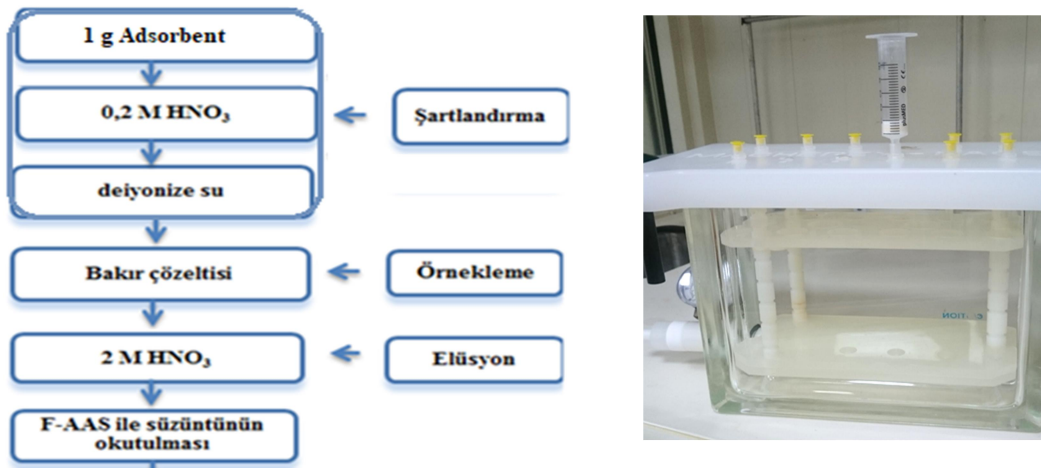 1 g Adsorbent
0,2 M HNO₃
Şartlandırma
deiyonize su
Bakır çözeltisi
Örnekleme
2 M HNO₃
Elüsyon
F-AAS ile süzüntünün
okutulması